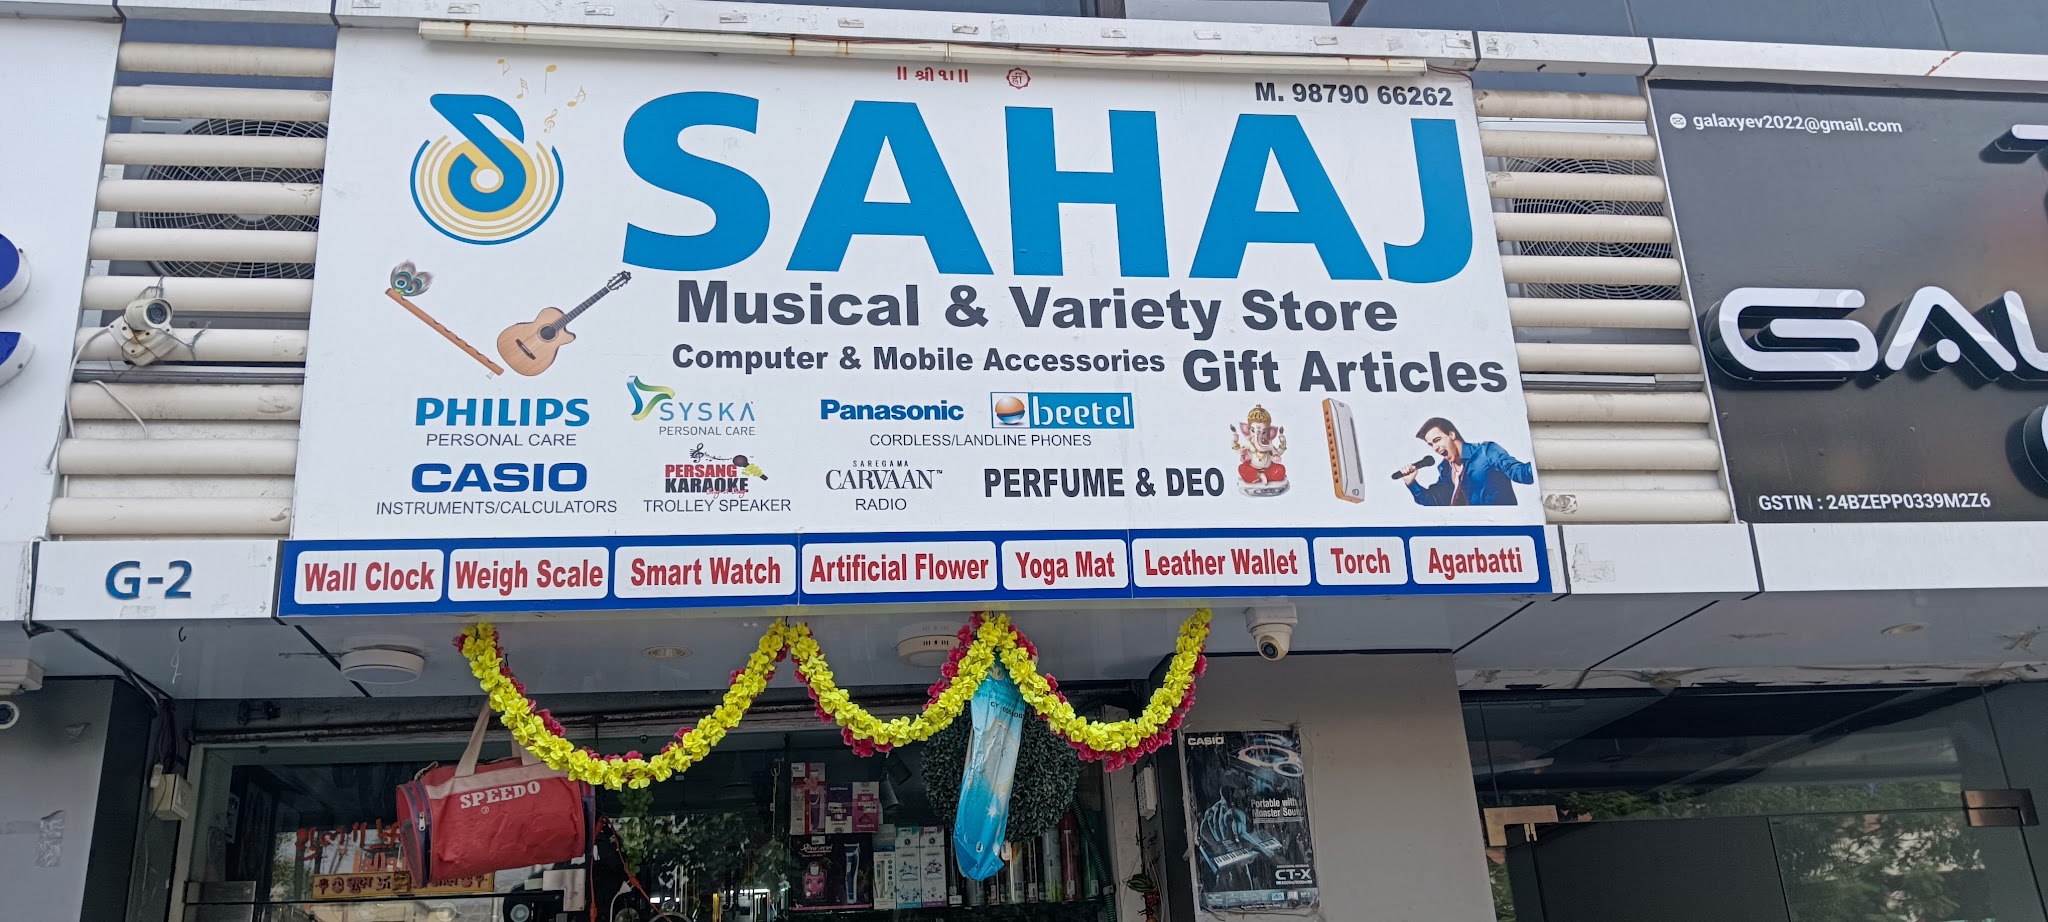 ॥ श्री १। ॥
M. 98790 66262
SAHAJ
Musical & Variety Store
Computer & Mobile Accessories Gift Articles
PHILIPS
PERSONAL CARE
SYSKA
PERSONAL CARE
Panasonic beetel
CORDLESS/LANDLINE PHONES
CASIO
INSTRUMENTS/CALCULATORS
PERSANG
KARAOKE
TROLLEY SPEAKER
SAREGAMA
CARVAAN™
RADIO
PERFUME & DEO
Wall Clock Weigh Scale Smart Watch Artificial Flower Yoga Mat Leather Wallet Torch Agarbatti
G-2
galaxyev2022@gmail.com
GSTIN : 24BZEPP0339M2Z6
SPEEDO
CASIO
Portable with
Monster Sound
CT-X